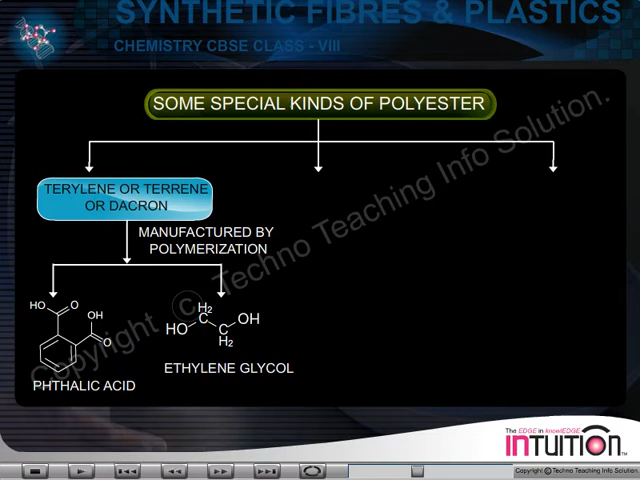 SYNTHETIC FIBRES & PLASTICS
CHEMISTRY CBSE CLASS - VIII
SOME SPECIAL KINDS OF POLYESTER
TERYLENE OR TERRENE
OR DACRON
MANUFACTURED BY
POLYMERIZATION
HO
O
OH
O
PHTHALIC ACID
H₂
C
OH
HO
C
H₂
ETHYLENE GLYCOL
Copyright © Techno Teaching Info Solution.
The EDGE in knowlEDGE
INTUITION™
Copyright © Techno Teaching Info Solution